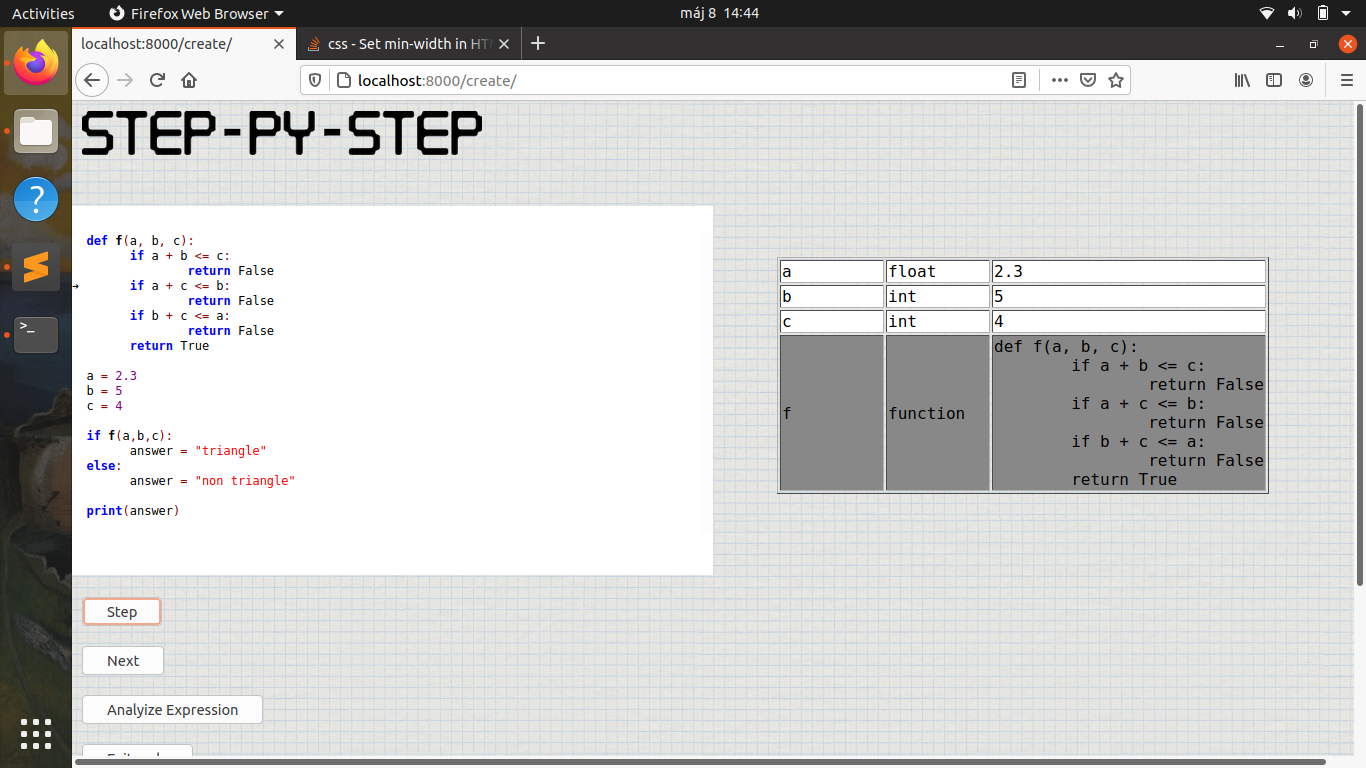 Activities
Firefox Web Browser
máj 8 14:44
localhost:8000/create/
css - Set min-width in HTM
localhost:8000/create/
STEP-PY-STEP
def f(a, b, c):
if a + b <= c:
return False
→ if a + c <= b:
return False
if b + c <= a:
return False
return True
a = 2.3
b = 5
c = 4
if f(a,b,c):
answer = "triangle"
else:
answer = "non triangle"
print(answer)
a float 2.3
b int 5
c int 4
f function
def f(a, b, c):
if a + b <= c:
return False
if a + c <= b:
return False
if b + c <= a:
return False
return True
Step
Next
Analyize Expression